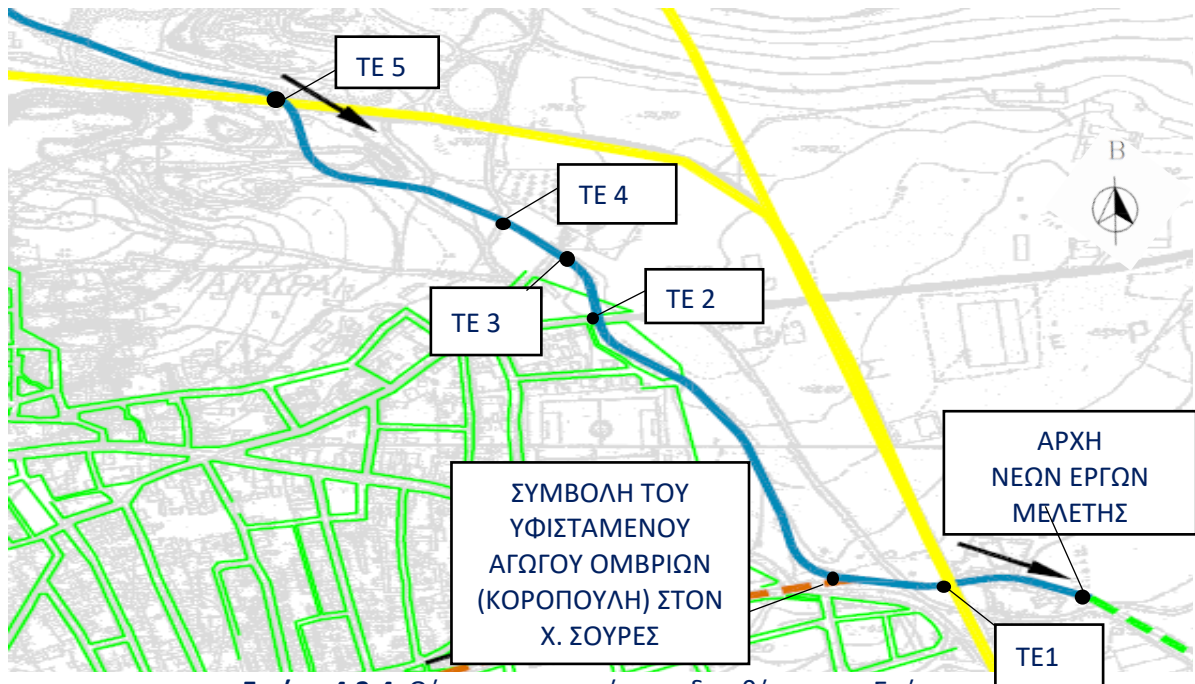 ΤΕ 5
Β
ΤΕ 4
ΤΕ 2
ΤΕ 3
ΑΡΧΗ
ΝΕΩΝ ΕΡΓΩΝ
ΜΕΛΕΤΗΣ
ΣΥΜΒΟΛΗ ΤΟΥ
ΥΦΙΣΤΑΜΕΝΟΥ
ΑΓΩΓΟΥ ΟΜΒΡΙΩΝ
(ΚΟΡΟΠΟΥΛΗ) ΣΤΟΝ
Χ. ΣΟΥΡΕΣ
ΤΕ1